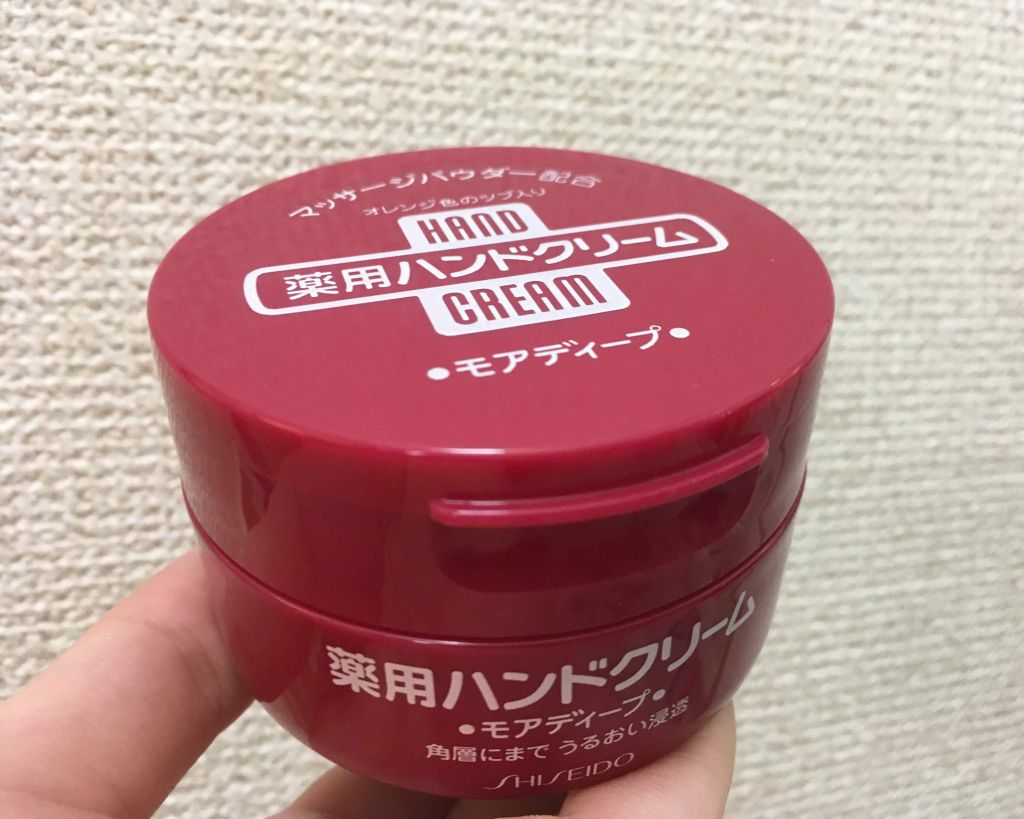 マッサージパウダー配合
オレンジ色のツブ入り
HAND
薬用ハンドクリーム
CREAM
•モアディープ•
薬用ハンドクリーム
•モアディープ•
角層にまで うるおい浸透
SHISEIDO